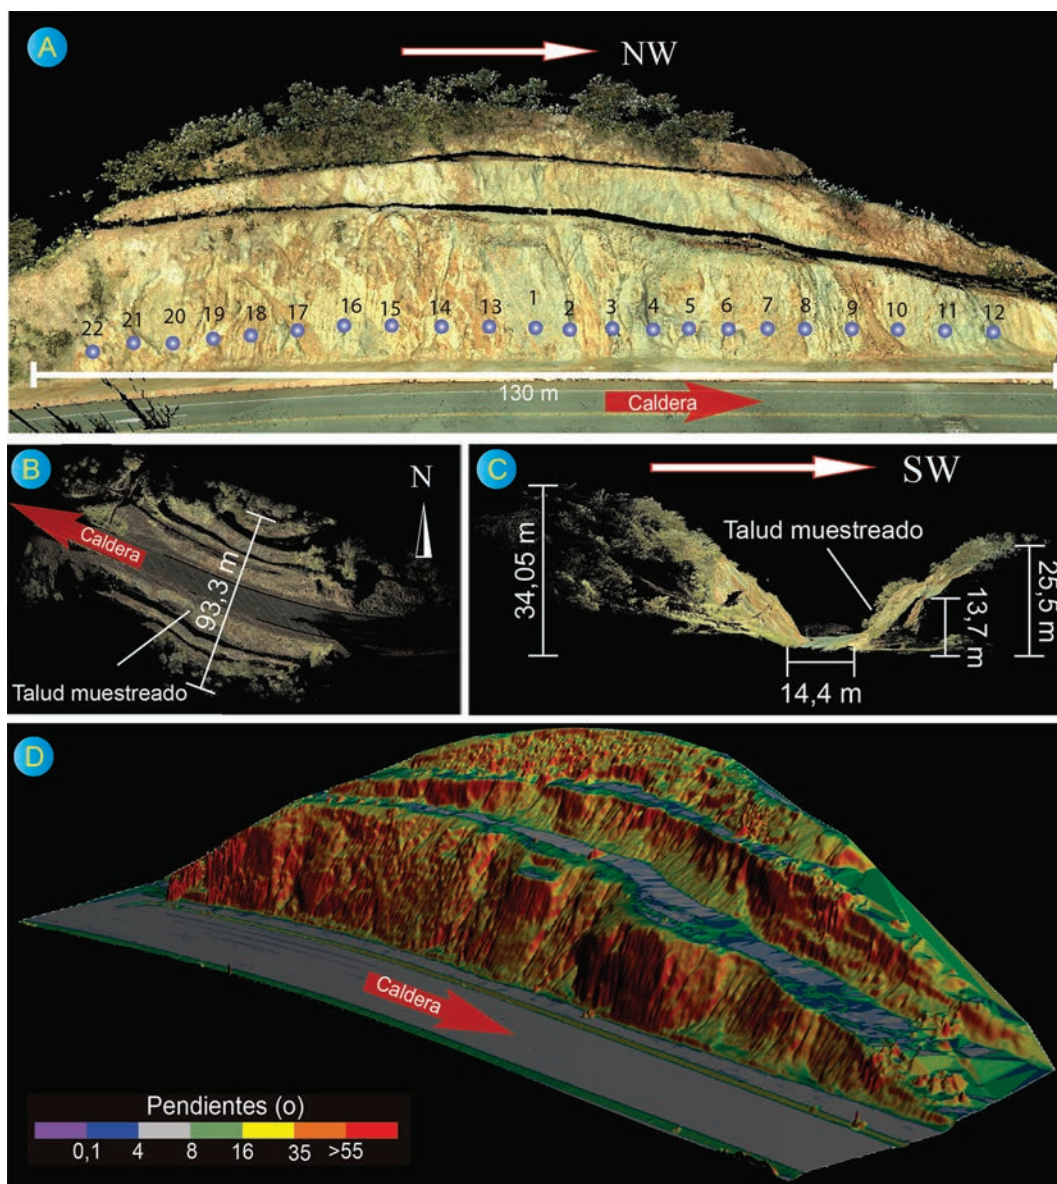 A
NW
22 21 20 19 18 17 16 15 14 13 1 2 3 4 5 6 7 8 9 10 11 12
130 m
Caldera
B
N
Caldera
93,3 m
Talud muestreado
C
SW
Talud muestreado
34,05 m
13,7 m
25,5 m
14,4 m
D
Caldera
Pendientes (o)
0,1 4 8 16 35 >55